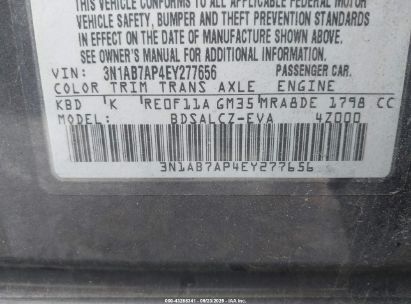 THIS VEHICLE CONFORMS TO ALL APPLICABLE FEDERAL MOTOR
VEHICLE SAFETY, BUMPER AND THEFT PREVENTION STANDARDS
IN EFFECT ON THE DATE OF MANUFACTURE SHOWN ABOVE.
SEE OWNER'S MANUAL FOR ADDITIONAL INFORMATION.
VIN: 3N1AB7AP4EY277656 PASSENGER CAR.
COLOR TRIM TRANS AXLE ENGINE
KBD K RE0F11A GM35 MRA8DE 1798 CC
MODEL: BDSALCZ-EVA 4Z000
3N1AB7AP4EY277656